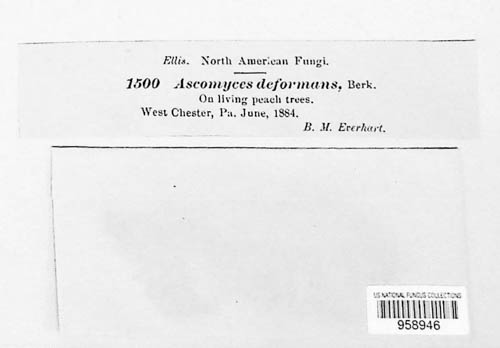 Ellis. North American Fungi.
1500 Ascomyces deformans, Berk.
On living peach trees.
West Chester, Pa. June, 1884.
B. M. Everhart.
US NATIONAL FUNGUS COLLECTIONS
958946